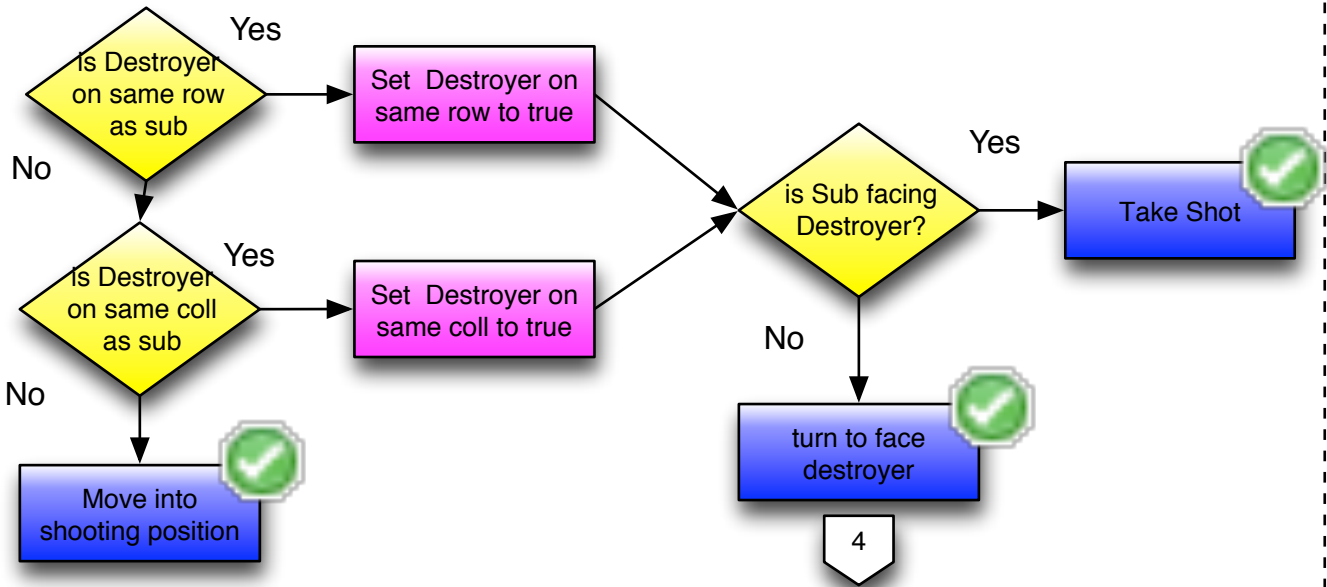 Yes
is Destroyer
on same row
as sub
Set Destroyer on
same row to true
No
Yes
is Sub facing
Destroyer?
Yes
Take Shot
is Destroyer
on same coll
as sub
Set Destroyer on
same coll to true
No
No
Move into
shooting position
turn to face
destroyer
4